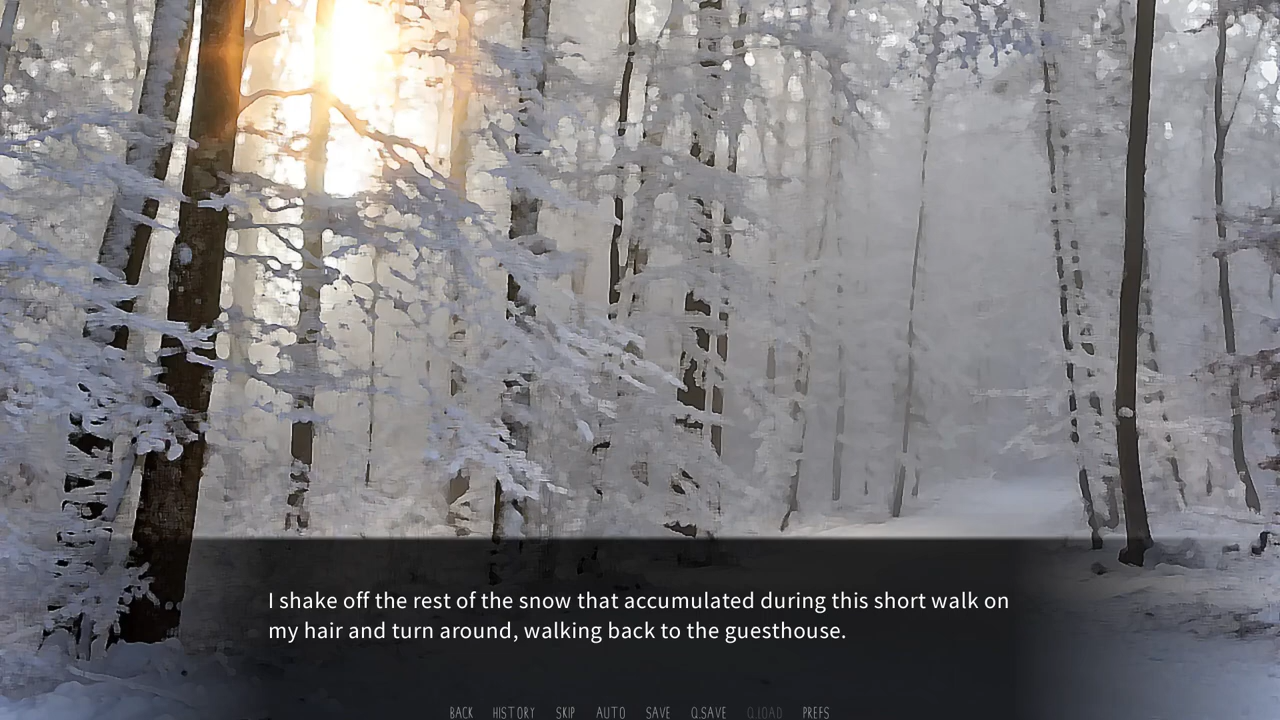 I shake off the rest of the snow that accumulated during this short walk on
my hair and turn around, walking back to the guesthouse.
BACK HISTORY SKIP AUTO SAVE Q.SAVE Q.LOAD PREFS